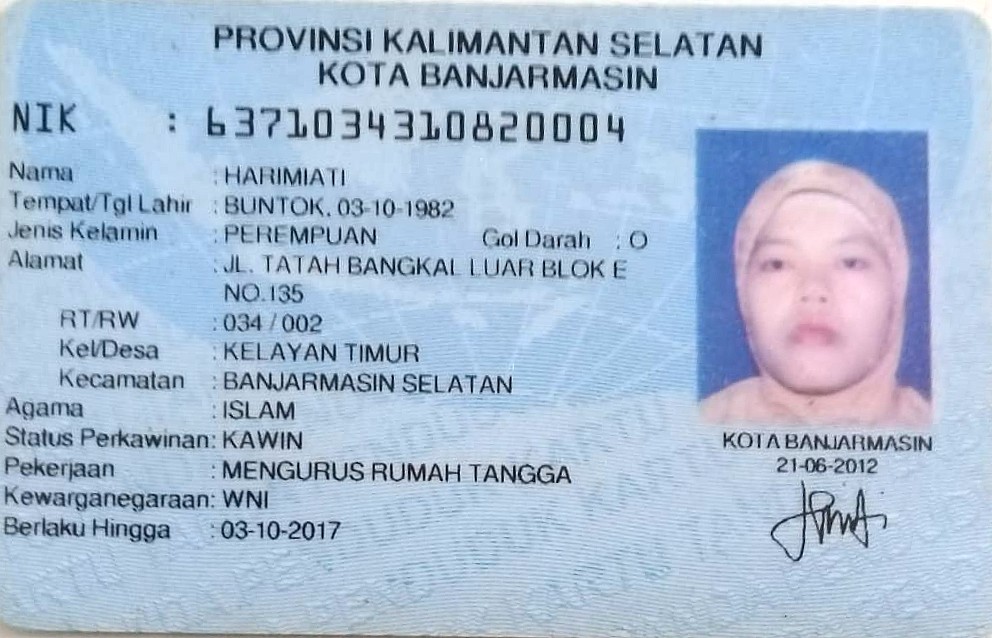 PROVINSI KALIMANTAN SELATAN
KOTA BANJARMASIN
NIK : 6371034310820004
Nama : HARIMIATI
Tempat/Tgl Lahir : BUNTOK, 03-10-1982
Jenis Kelamin : PEREMPUAN Gol Darah : O
Alamat : JL. TATAH BANGKAL LUAR BLOK E
NO.135
RT/RW : 034 / 002
Kel/Desa : KELAYAN TIMUR
Kecamatan : BANJARMASIN SELATAN
Agama : ISLAM
Status Perkawinan: KAWIN
Pekerjaan : MENGURUS RUMAH TANGGA
Kewarganegaraan: WNI
Berlaku Hingga : 03-10-2017
KOTA BANJARMASIN
21-06-2012